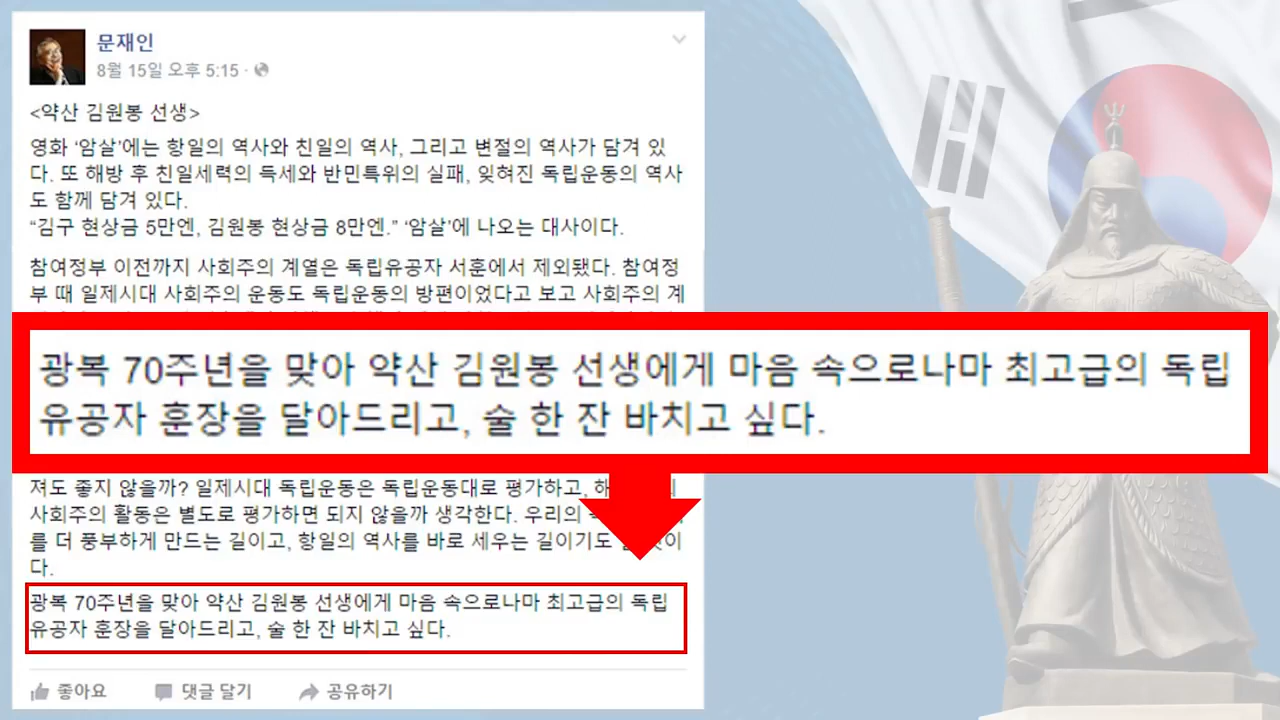 문재인
8월 15일 오후 5:15 ·
<약산 김원봉 선생>
영화 ‘암살’에는 항일의 역사와 친일의 역사, 그리고 변절의 역사가 담겨 있
다. 또 해방 후 친일세력의 득세와 반민특위의 실패, 잊혀진 독립운동의 역사
도 함께 담겨 있다.
“김구 현상금 5만엔, 김원봉 현상금 8만엔.” ‘암살’에 나오는 대사이다.
참여정부 이전까지 사회주의 계열은 독립유공자 서훈에서 제외됐다. 참여정
부 때 일제시대 사회주의 운동도 독립운동의 방편이었다고 보고 사회주의 계
광복 70주년을 맞아 약산 김원봉 선생에게 마음 속으로나마 최고급의 독립
유공자 훈장을 달아드리고, 술 한 잔 바치고 싶다.
져도 좋지 않을까? 일제시대 독립운동은 독립운동대로 평가하고,
사회주의 활동은 별도로 평가하면 되지 않을까 생각한다. 우리의
를 더 풍부하게 만드는 길이고, 항일의 역사를 바로 세우는 길이기도
다.
광복 70주년을 맞아 약산 김원봉 선생에게 마음 속으로나마 최고급의 독립
유공자 훈장을 달아드리고, 술 한 잔 바치고 싶다.
좋아요 댓글 달기 공유하기